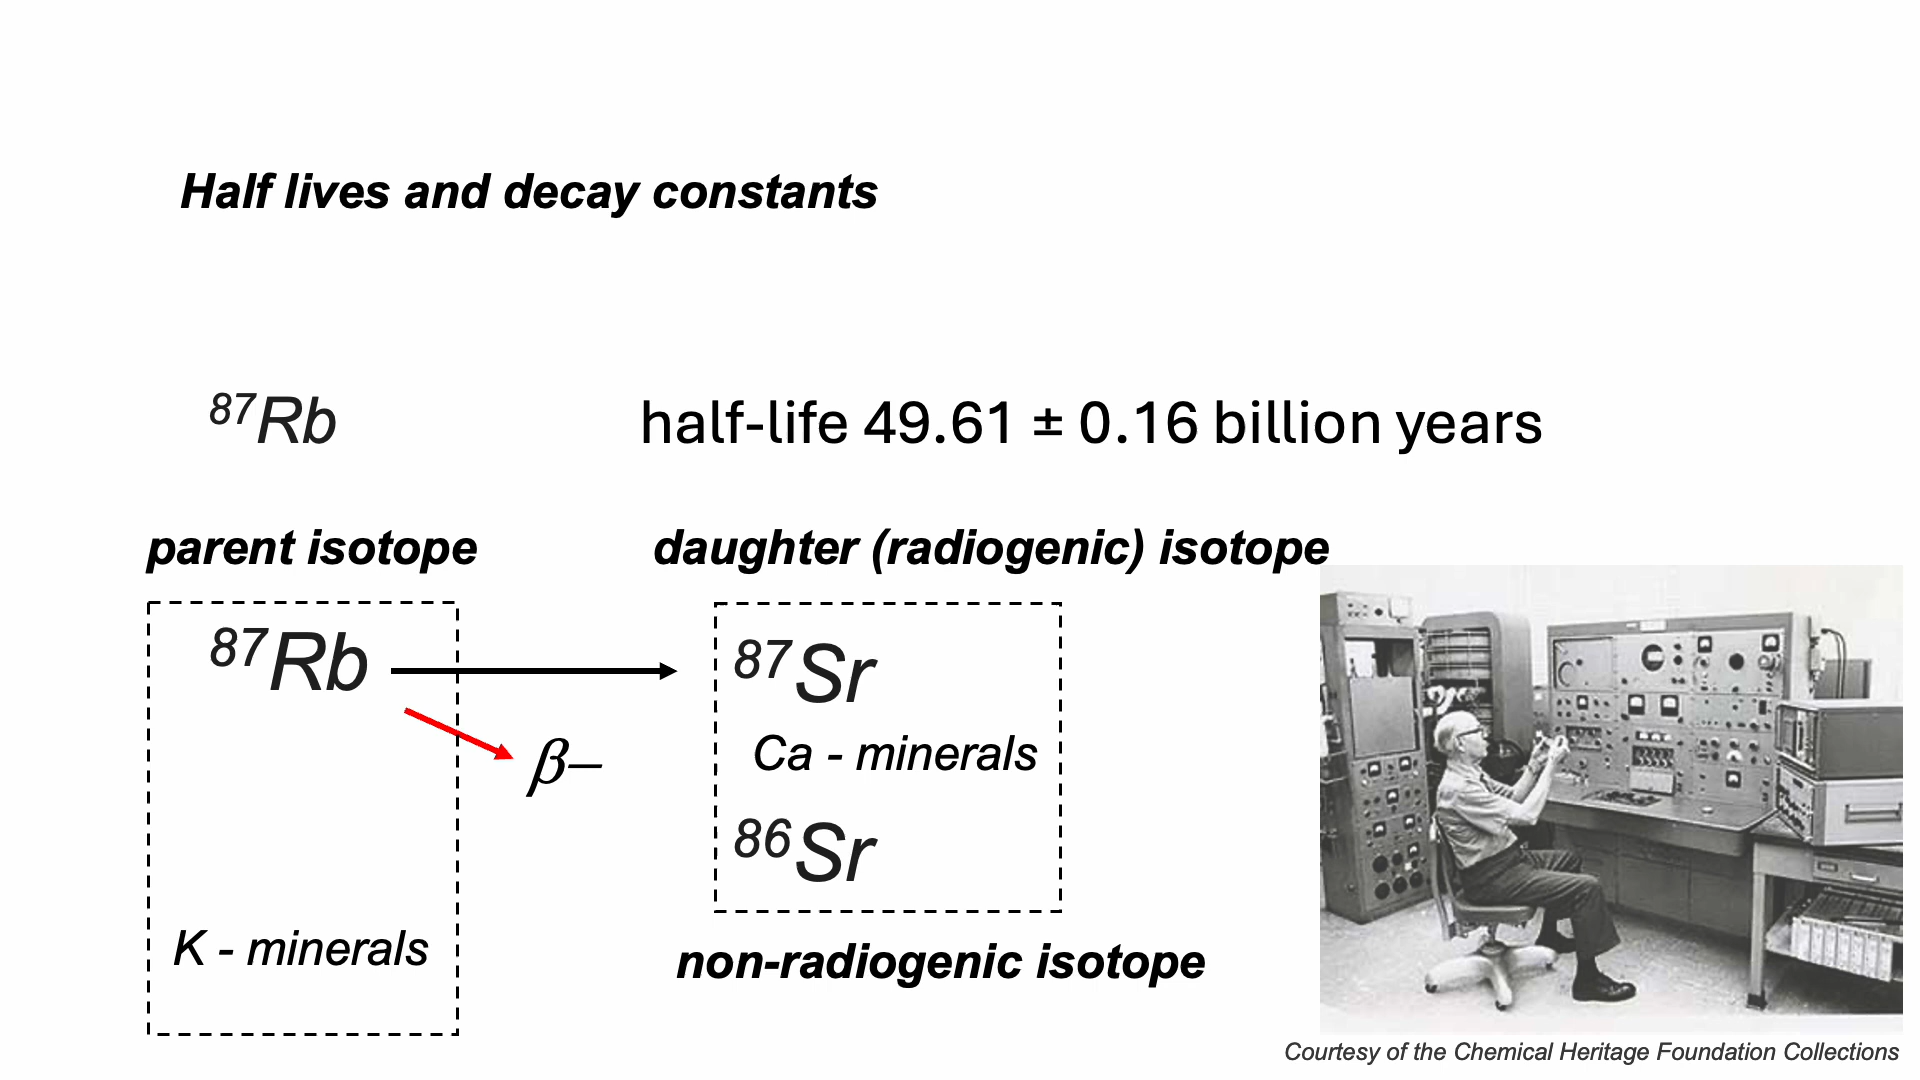 Half lives and decay constants
⁸⁷Rb half-life 49.61 ± 0.16 billion years
parent isotope daughter (radiogenic) isotope
⁸⁷Rb ⁸⁷Sr
β–
Ca - minerals
⁸⁶Sr
K - minerals
non-radiogenic isotope
Courtesy of the Chemical Heritage Foundation Collections